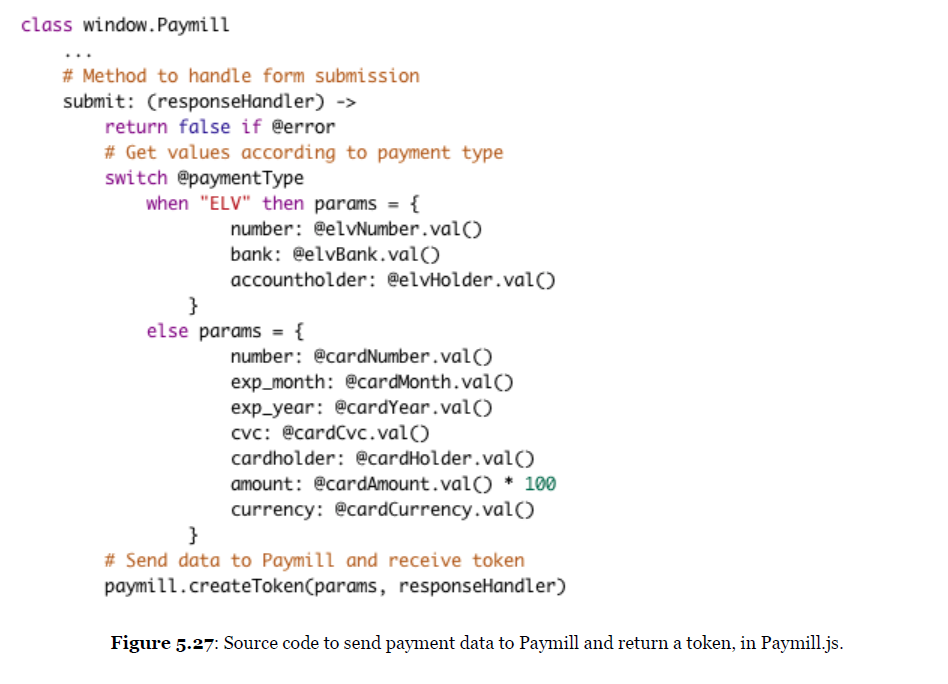 class window.Paymill
...
# Method to handle form submission
submit: (responseHandler) ->
return false if @error
# Get values according to payment type
switch @paymentType
when "ELV" then params = {
number: @elvNumber.val()
bank: @elvBank.val()
accountholder: @elvHolder.val()
}
else params = {
number: @cardNumber.val()
exp_month: @cardMonth.val()
exp_year: @cardYear.val()
cvc: @cardCvc.val()
cardholder: @cardHolder.val()
amount: @cardAmount.val() * 100
currency: @cardCurrency.val()
}
# Send data to Paymill and receive token
paymill.createToken(params, responseHandler)
Figure 5.27: Source code to send payment data to Paymill and return a token, in Paymill.js.